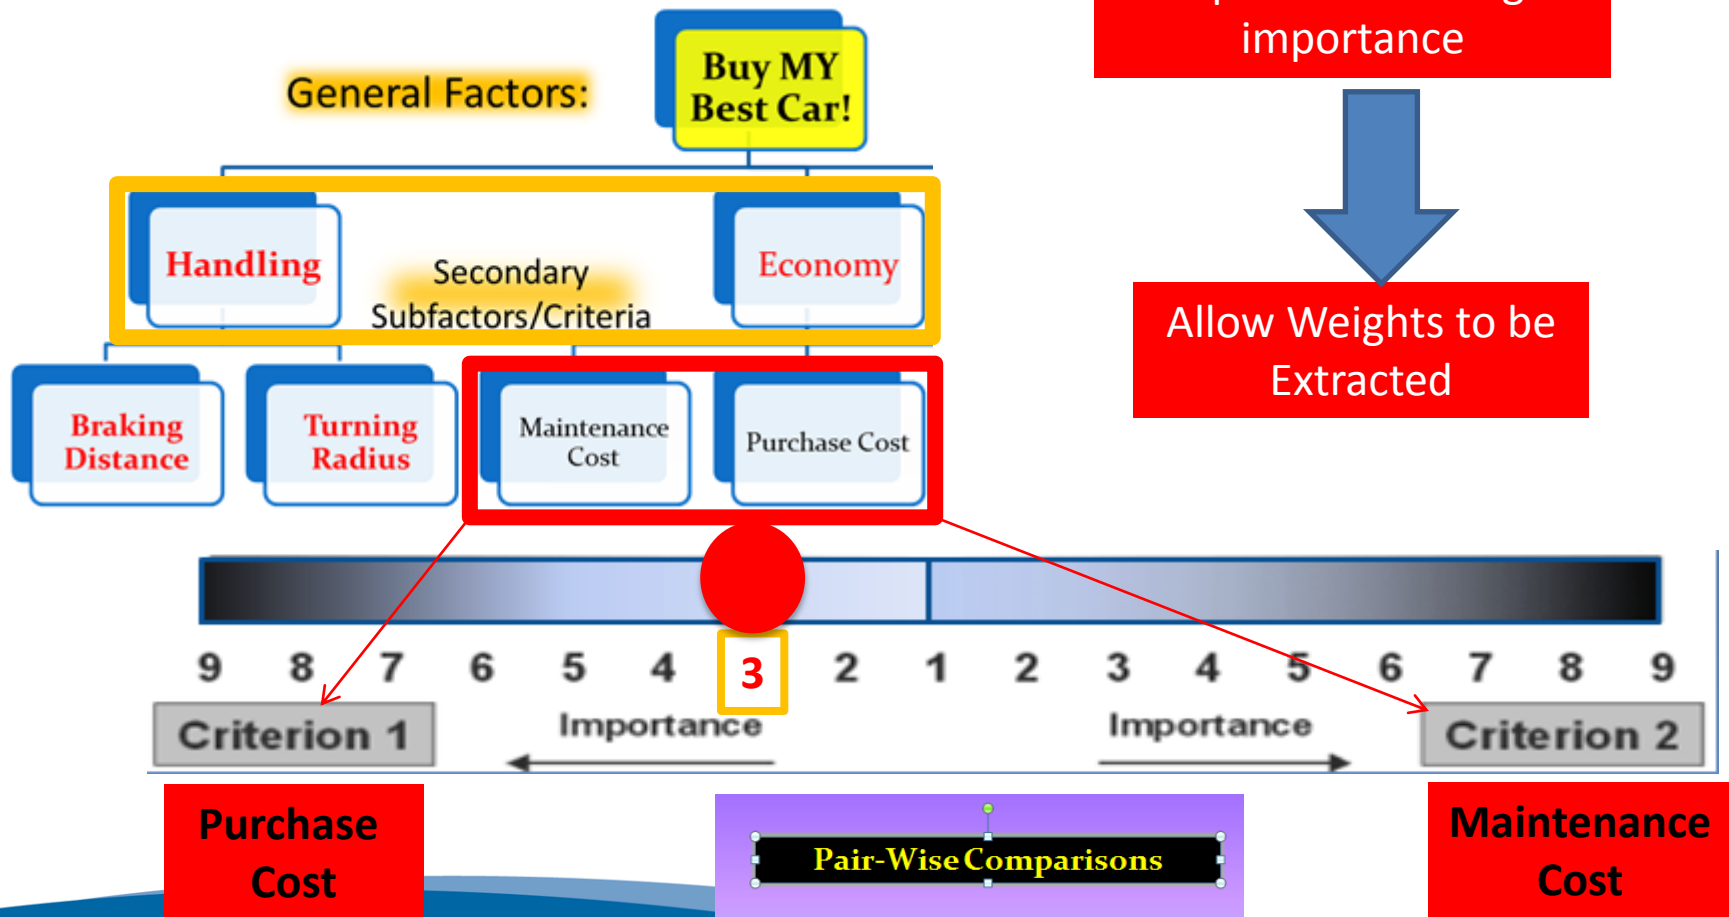 importance
General Factors:
Buy MY
Best Car!
Handling
Secondary
Subfactors/Criteria
Economy
Allow Weights to be
Extracted
Braking
Distance
Turning
Radius
Maintenance
Cost
Purchase Cost
9 8 7 6 5 4 3 2 1 2 3 4 5 6 7 8 9
Criterion 1
Importance
Importance
Criterion 2
Purchase
Cost
Pair-Wise Comparisons
Maintenance
Cost